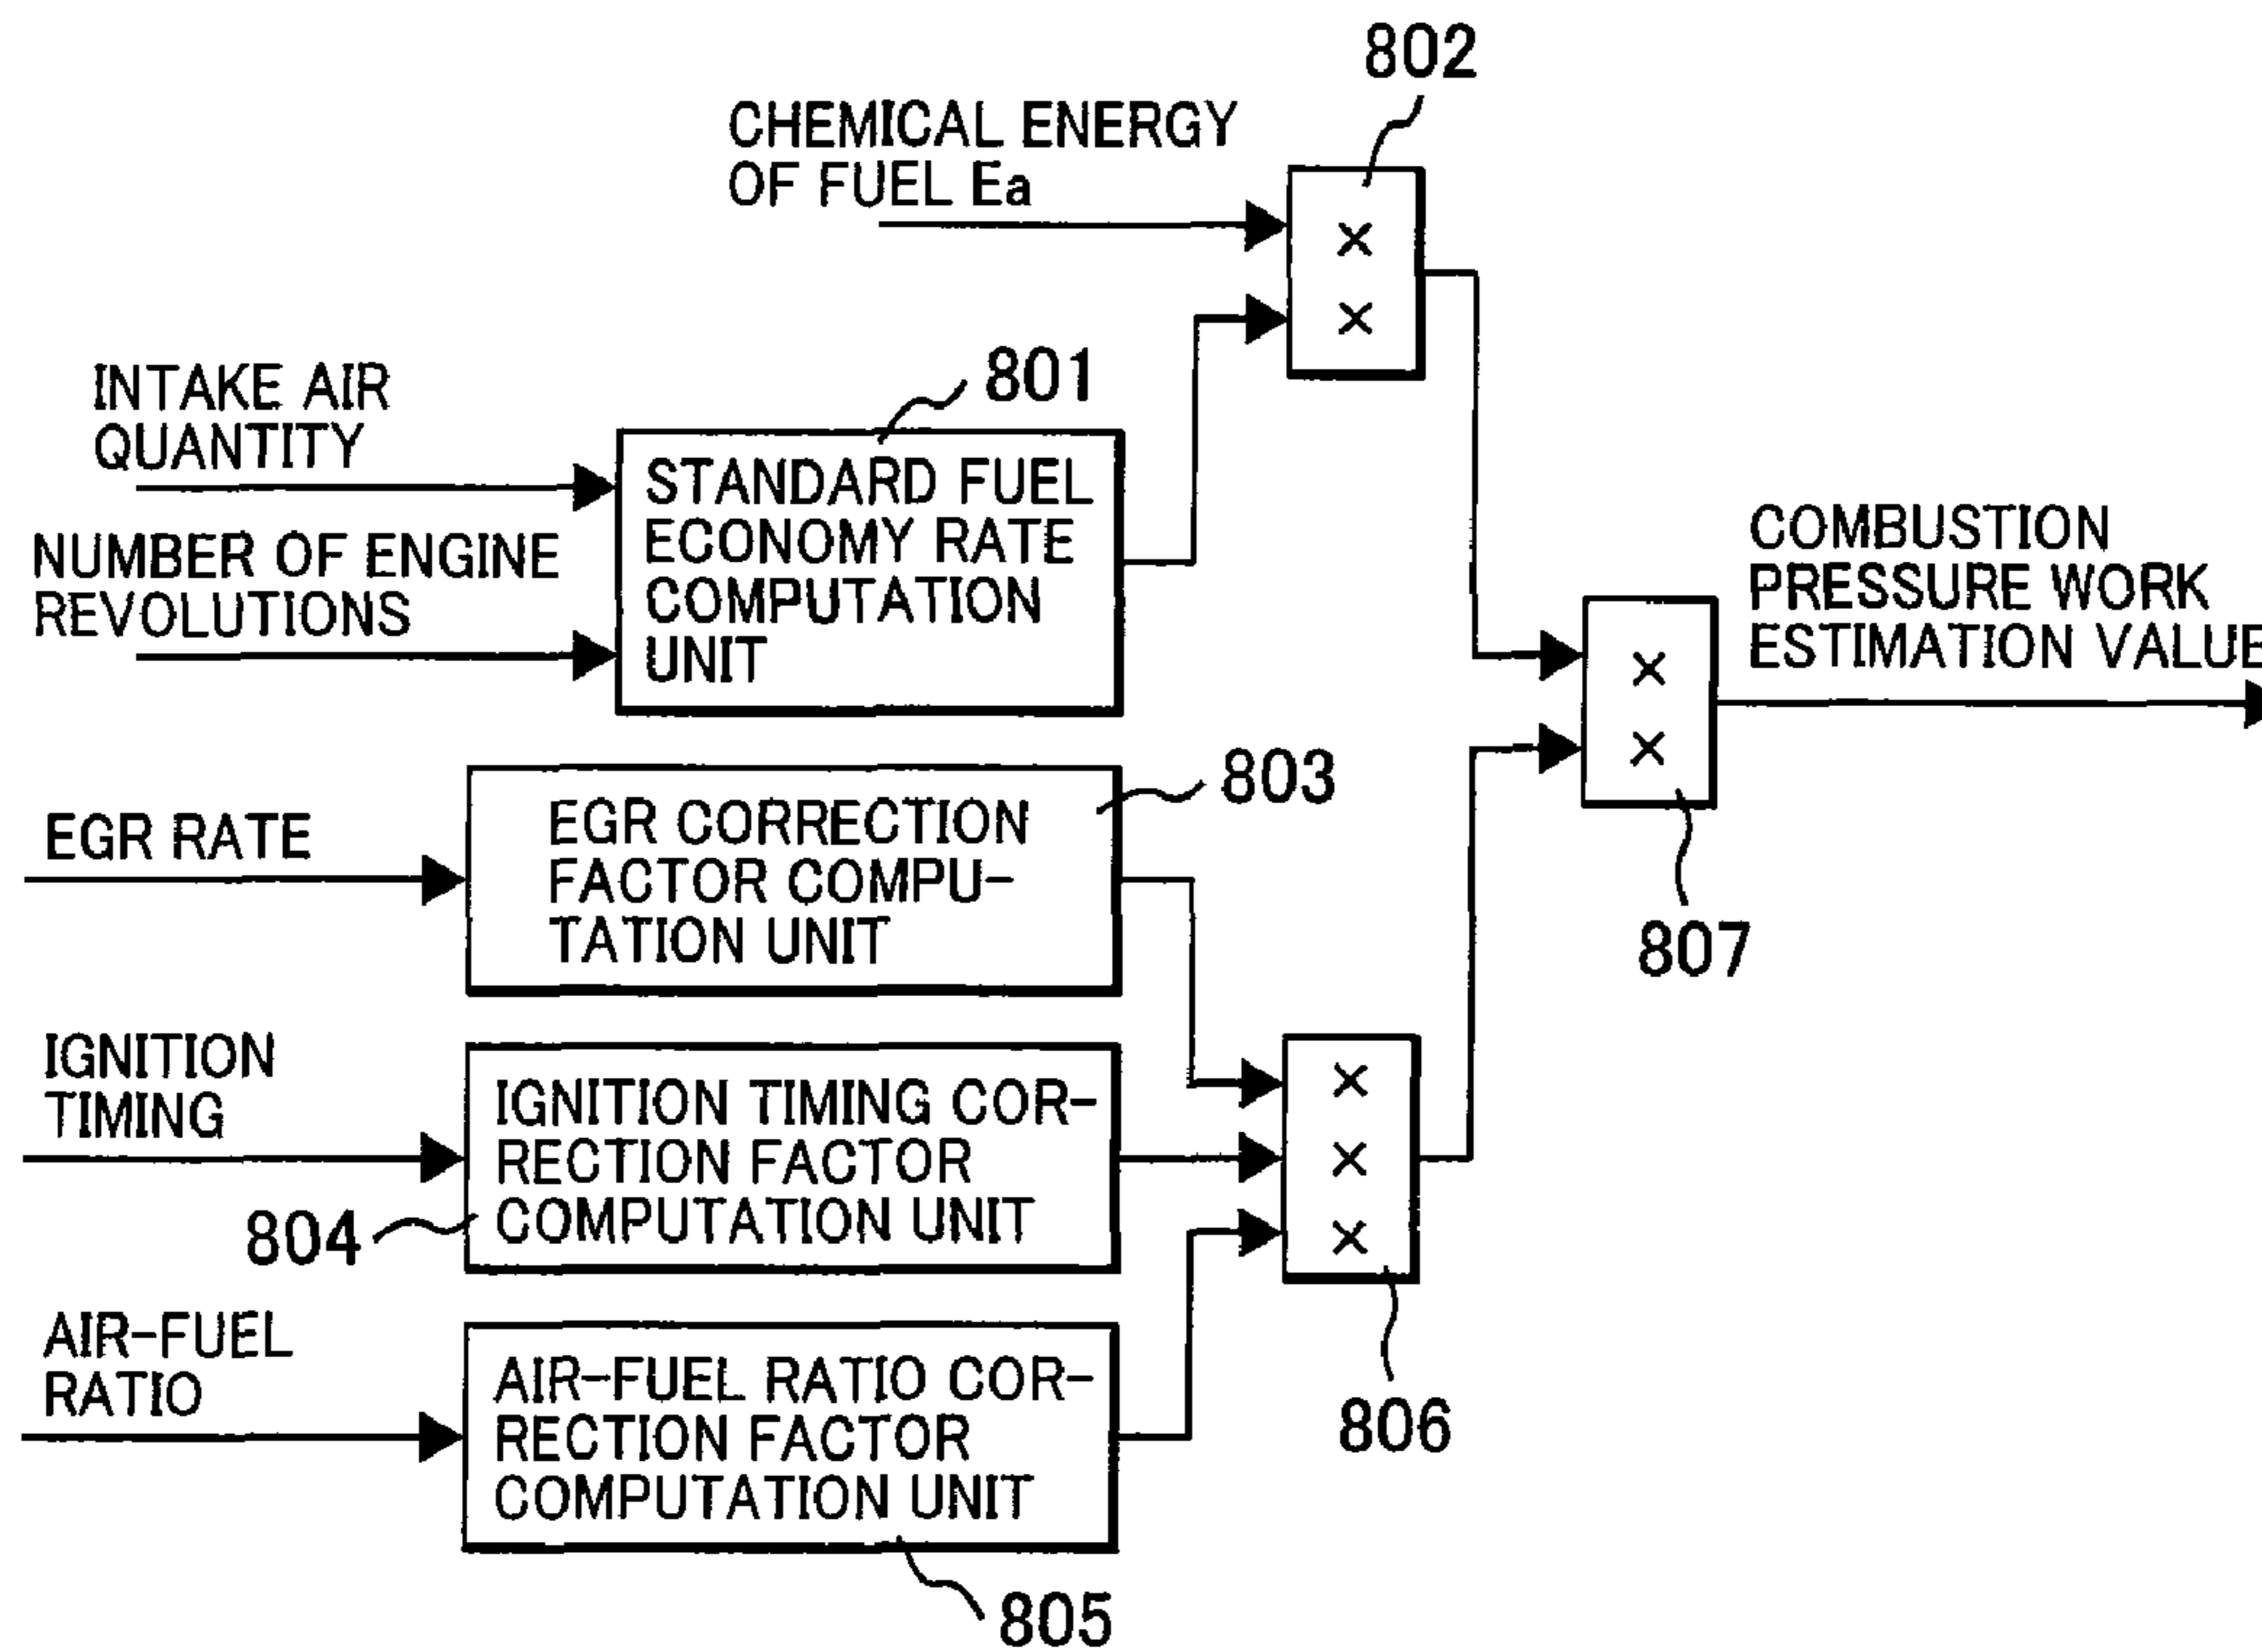 802
CHEMICAL ENERGY
OF FUEL Ea
×
×
801
INTAKE AIR
QUANTITY
NUMBER OF ENGINE
REVOLUTIONS
STANDARD FUEL
ECONOMY RATE
COMPUTATION
UNIT
COMBUSTION
PRESSURE WORK
ESTIMATION VALUE
×
×
807
803
EGR RATE
EGR CORRECTION
FACTOR COMPU-
TATION UNIT
IGNITION
TIMING
804
IGNITION TIMING COR-
RECTION FACTOR
COMPUTATION UNIT
×
×
×
806
AIR-FUEL
RATIO
AIR-FUEL RATIO COR-
RECTION FACTOR
COMPUTATION UNIT
805